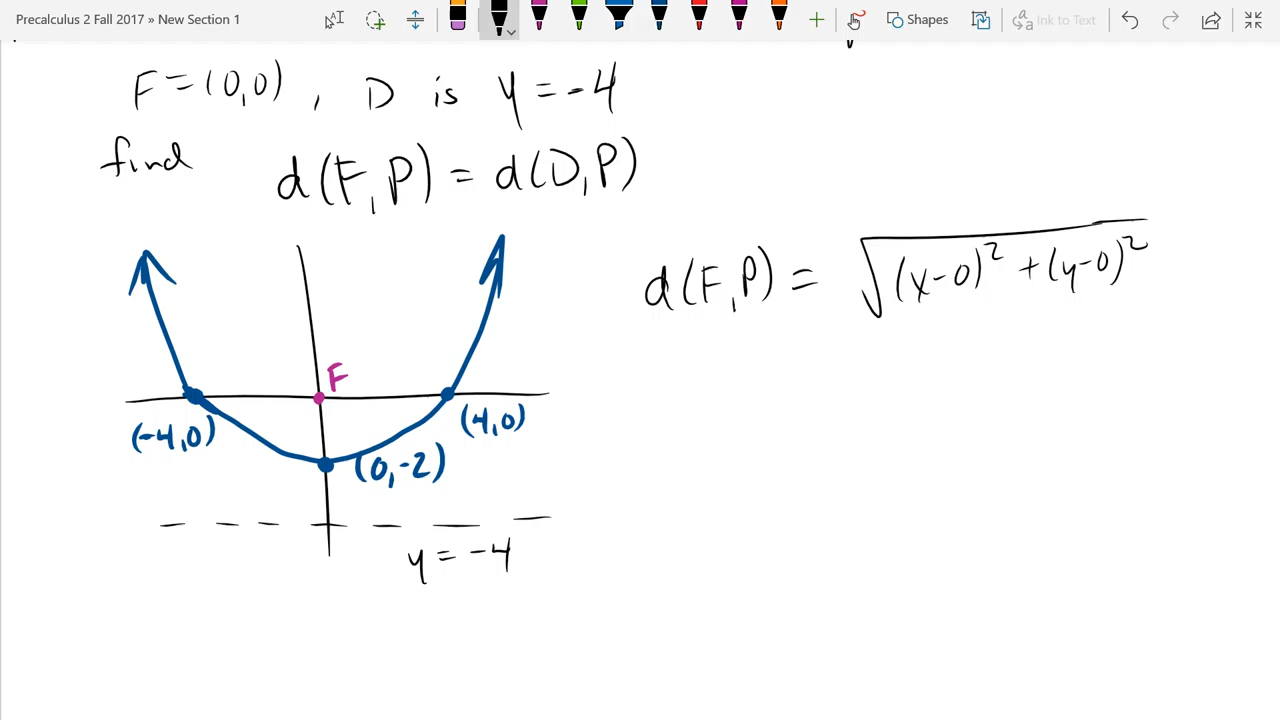 Precalculus 2 Fall 2017 » New Section 1
Shapes
Ink to Text
F = (0,0) , D is y = -4
find d(F,P) = d(D,P)
d(F,P) = √(x-0)² + (y-0)²
F
(-4,0)
(4,0)
(0,-2)
y = -4